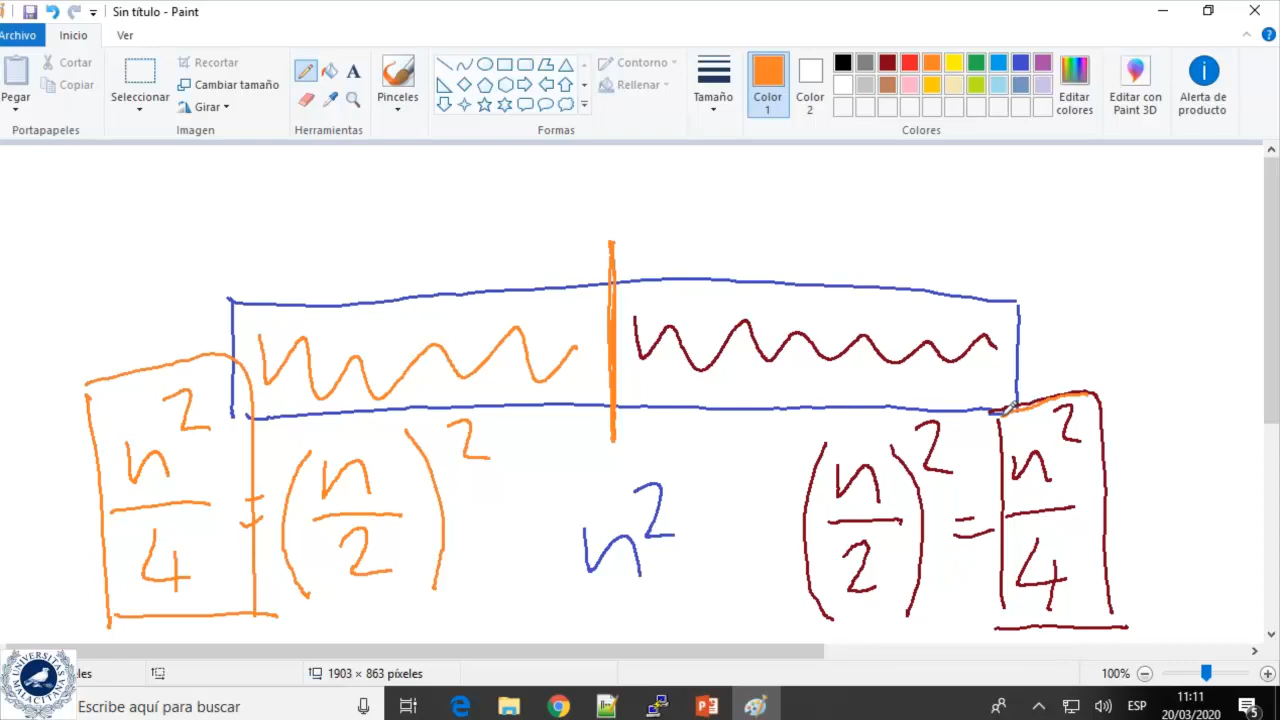 Sin título - Paint
Archivo Inicio Ver
Pegar
Cortar
Copiar
Portapapeles
Seleccionar
Recortar
Cambiar tamaño
Girar
Imagen
A
Herramientas
Pinceles
Contorno
Rellenar
Formas
Tamaño
Color 1
Color 2
Editar colores
Colores
Editar con Paint 3D
Alerta de producto
n²/4 = (n/2)²
n²
(n/2)² = n²/4
les
1903 × 863 píxeles
100%
Escribe aquí para buscar
ESP
11:11
20/03/2020
5